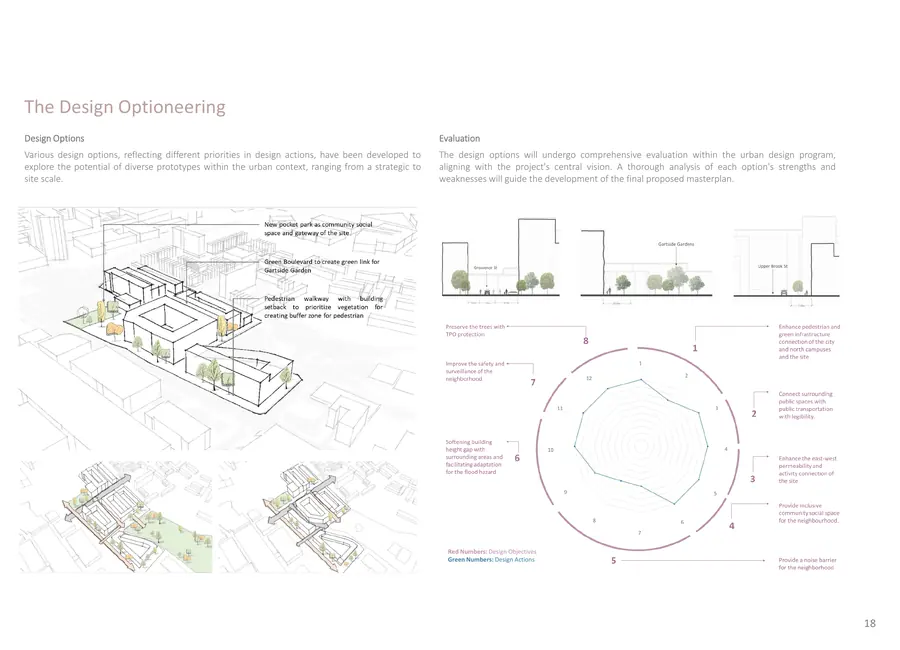 The Design Optioneering
Design Options
Various design options, reflecting different priorities in design actions, have been developed to
explore the potential of diverse prototypes within the urban context, ranging from a strategic to
site scale.
New pocket park as community social
space and gateway of the site.
Green Boulevard to create green link for
Gartside Garden
Pedestrian walkway with building
setback to prioritize vegetation for
creating buffer zone for pedestrian
Evaluation
The design options will undergo comprehensive evaluation within the urban design program,
aligning with the project's central vision. A thorough analysis of each option's strengths and
weaknesses will guide the development of the final proposed masterplan.
Grosvenor St
Gartside Gardens
Upper Brook St
Preserve the trees with
TPO protection
8
Improve the safety and
surveillance of the
neighborhood
7
Softening building
height gap with
surrounding areas and
facilitating adaptation
for the flood hazard
6
1
Enhance pedestrian and
green infrastructure
connection of the city
and north campuses
and the site
2
Connect surrounding
public spaces with
public transportation
with legibility.
3
Enhance the east-west
permeability and
activity connection of
the site
4
Provide inclusive
community social space
for the neighbourhood.
5
Provide a noise barrier
for the neighborhood
1
2
3
4
5
6
7
8
9
10
11
12
Red Numbers: Design Objectives
Green Numbers: Design Actions
18